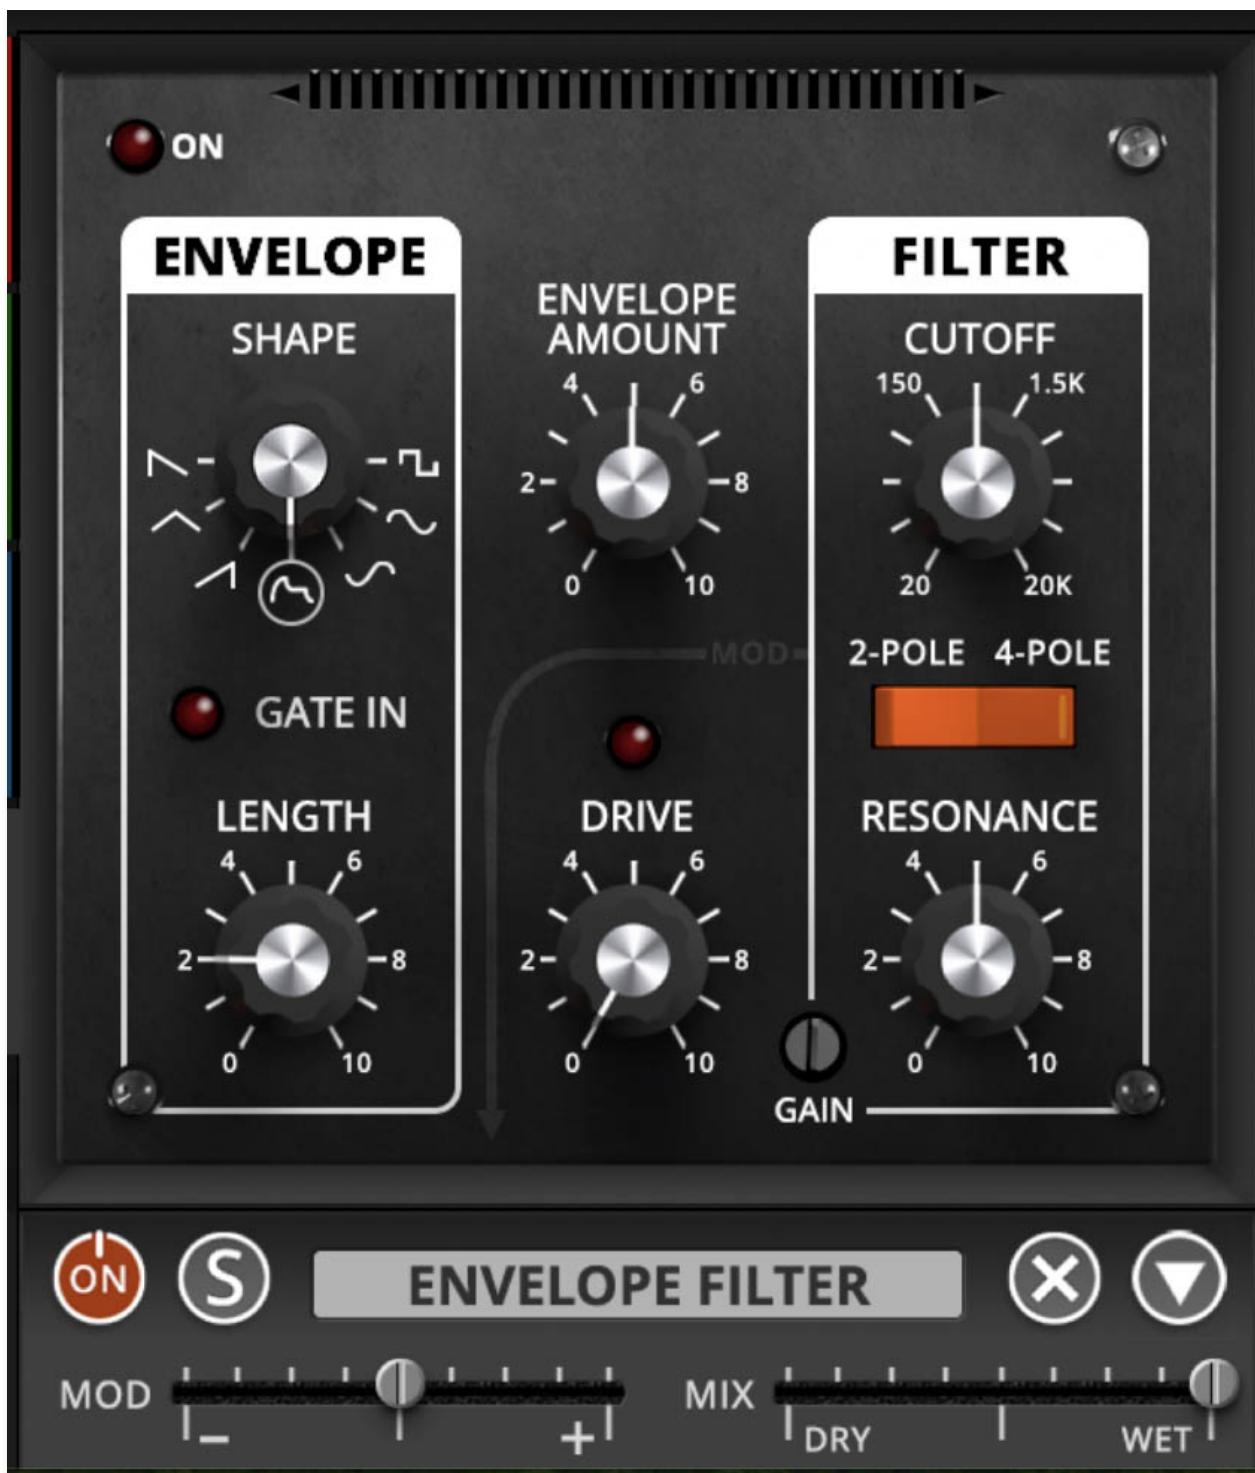 ON
ENVELOPE
SHAPE
GATE IN
LENGTH
4 6
2 8
0 10
ENVELOPE
AMOUNT
4 6
2 8
0 10
MOD
DRIVE
4 6
2 8
0 10
FILTER
CUTOFF
150 1.5K
20 20K
2-POLE 4-POLE
RESONANCE
4 6
2 8
0 10
GAIN
ON S ENVELOPE FILTER
MOD
− +
MIX
DRY WET